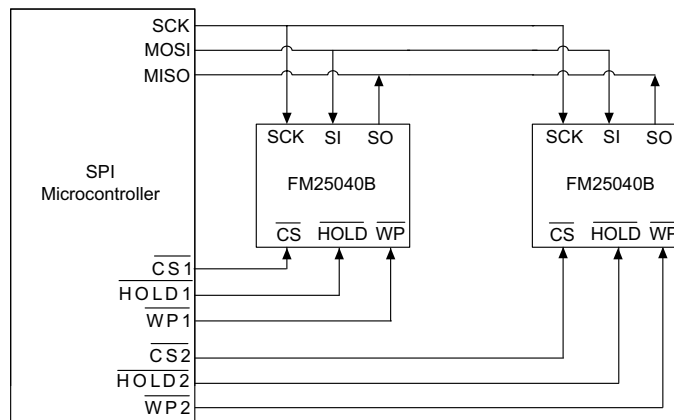 SCK
MOSI
MISO
SCK SI SO
FM25040B
CS HOLD WP
SCK SI SO
FM25040B
CS HOLD WP
SPI
Microcontroller
CS1
HOLD1
WP1
CS2
HOLD2
WP2